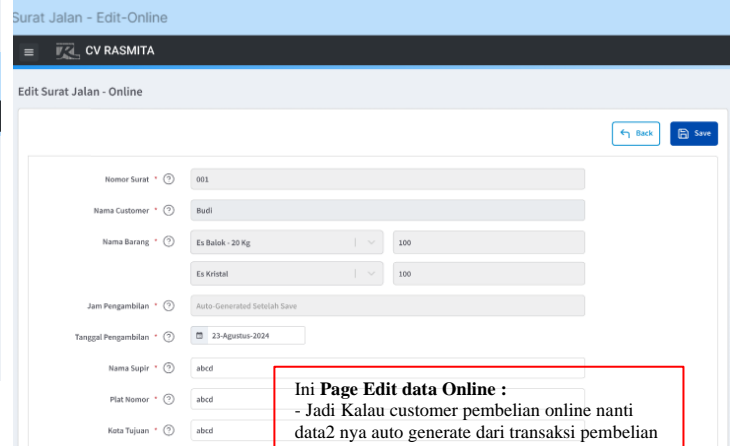 Surat Jalan - Edit-Online
CV RASMITA
Edit Surat Jalan - Online
Back Save
Nomor Surat * 001
Nama Customer * Budi
Nama Barang * Es Balok - 20 Kg 100
Es Kristal 100
Jam Pengambilan * Auto-Generated Setelah Save
Tanggal Pengambilan * 23-Agustus-2024
Nama Supir * abcd
Plat Nomor * abcd
Kota Tujuan * abcd
Ini Page Edit data Online :
- Jadi Kalau customer pembelian online nanti
data2 nya auto generate dari transaksi pembelian